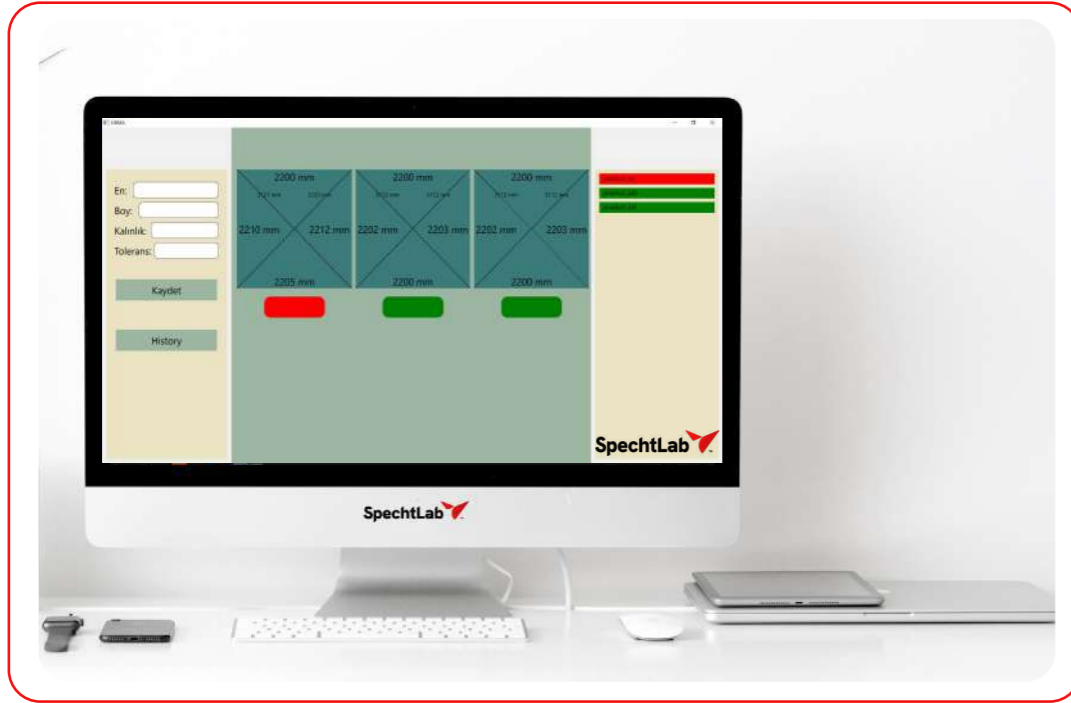 En:
Boy:
Kalınlık:
Tolerans:
Kaydet
History
2200 mm
2210 mm
2212 mm
2205 mm
2200 mm
2202 mm
2203 mm
2200 mm
2200 mm
2202 mm
2203 mm
2200 mm
SpechtLab
SpechtLab